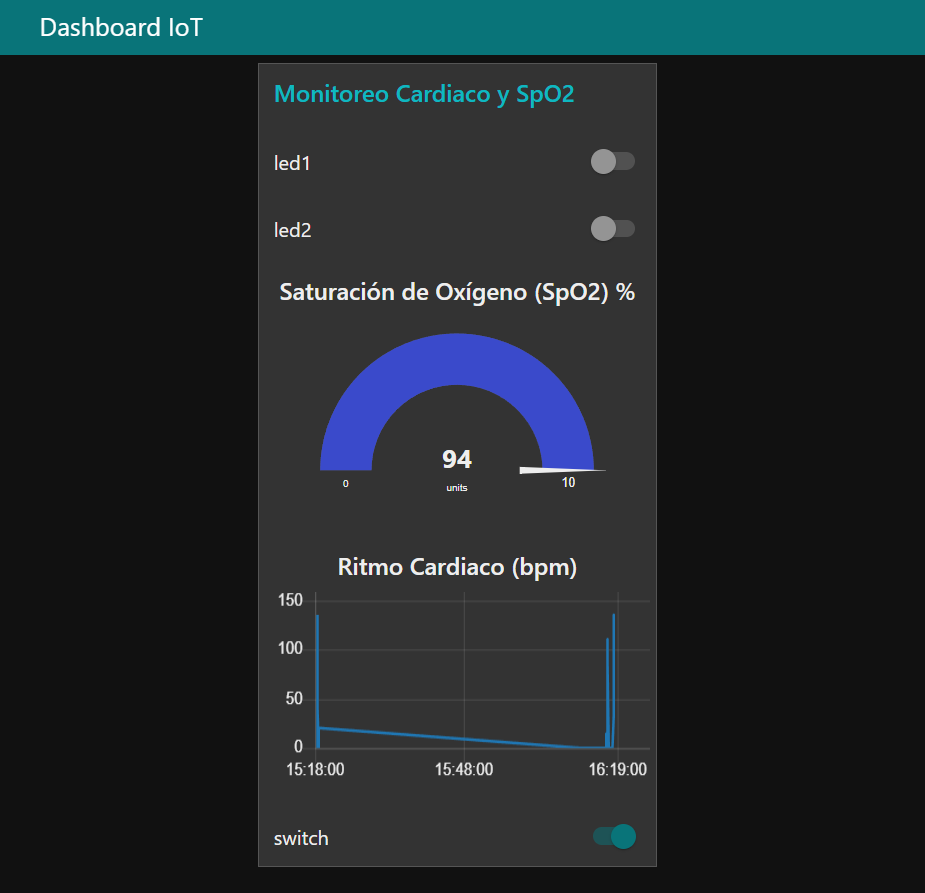 Dashboard IoT
Monitoreo Cardiaco y SpO2
led1
led2
Saturación de Oxígeno (SpO2) %
94
units
0
10
Ritmo Cardiaco (bpm)
150
100
50
0
15:18:00 15:48:00 16:19:00
switch